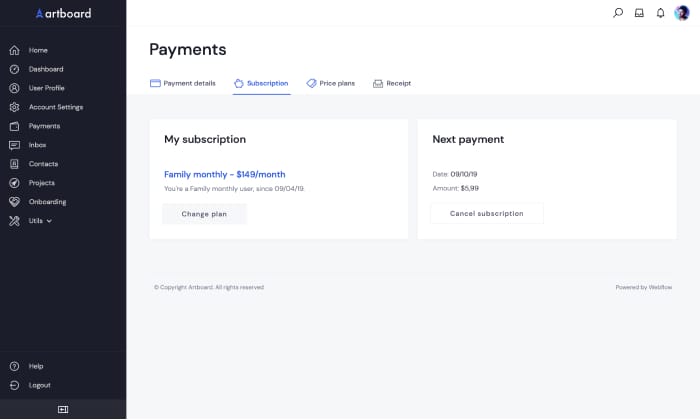 artboard
Home
Dashboard
User Profile
Account Settings
Payments
Inbox
Contacts
Projects
Onboarding
Utils
Help
Logout
Payments
Payment details
Subscription
Price plans
Receipt
My subscription
Family monthly - $149/month
You're a Family monthly user, since 09/04/19.
Change plan
Next payment
Date: 09/10/19
Amount: $5,99
Cancel subscription
© Copyright Artboard. All rights reserved
Powered by Webflow